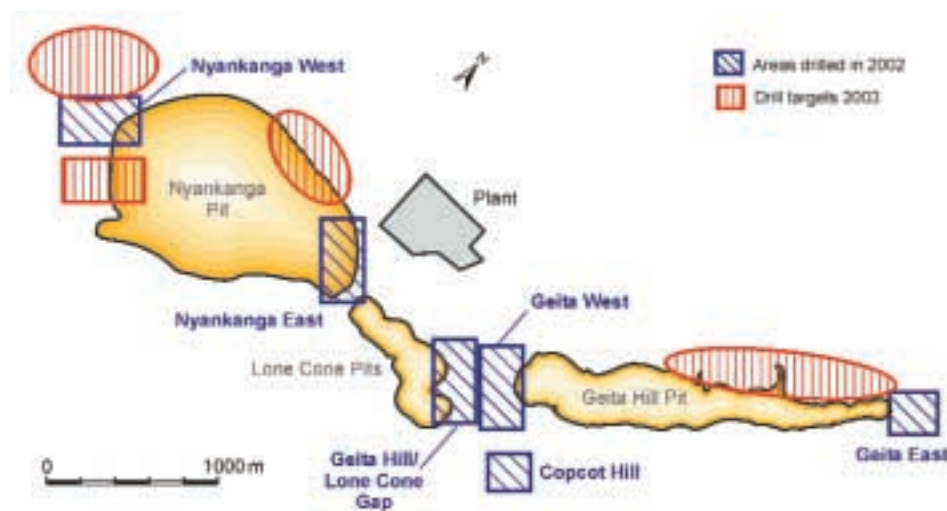 Nyankanga West
N
Areas drilled in 2002
Drill targets 2003
Nyankanga
Pit
Plant
Nyankanga East
Geita West
Lone Cone Pits
Geita Hill Pit
Geita Hill/
Lone Cone
Gap
Copcot Hill
Geita East
0 1000 m